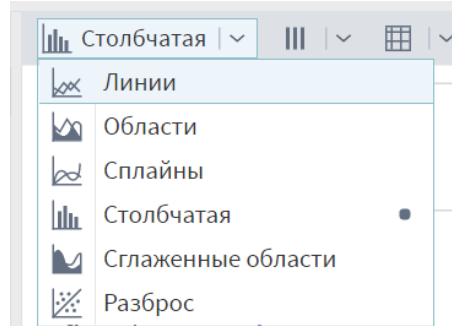 Столбчатая
Линии
Области
Сплайны
Столбчатая
Сглаженные области
Разброс